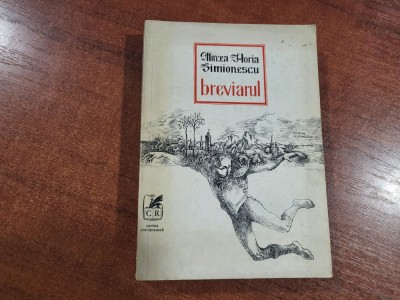 Mircea Horia
Simionescu
breviarul
CR
cartea
românească